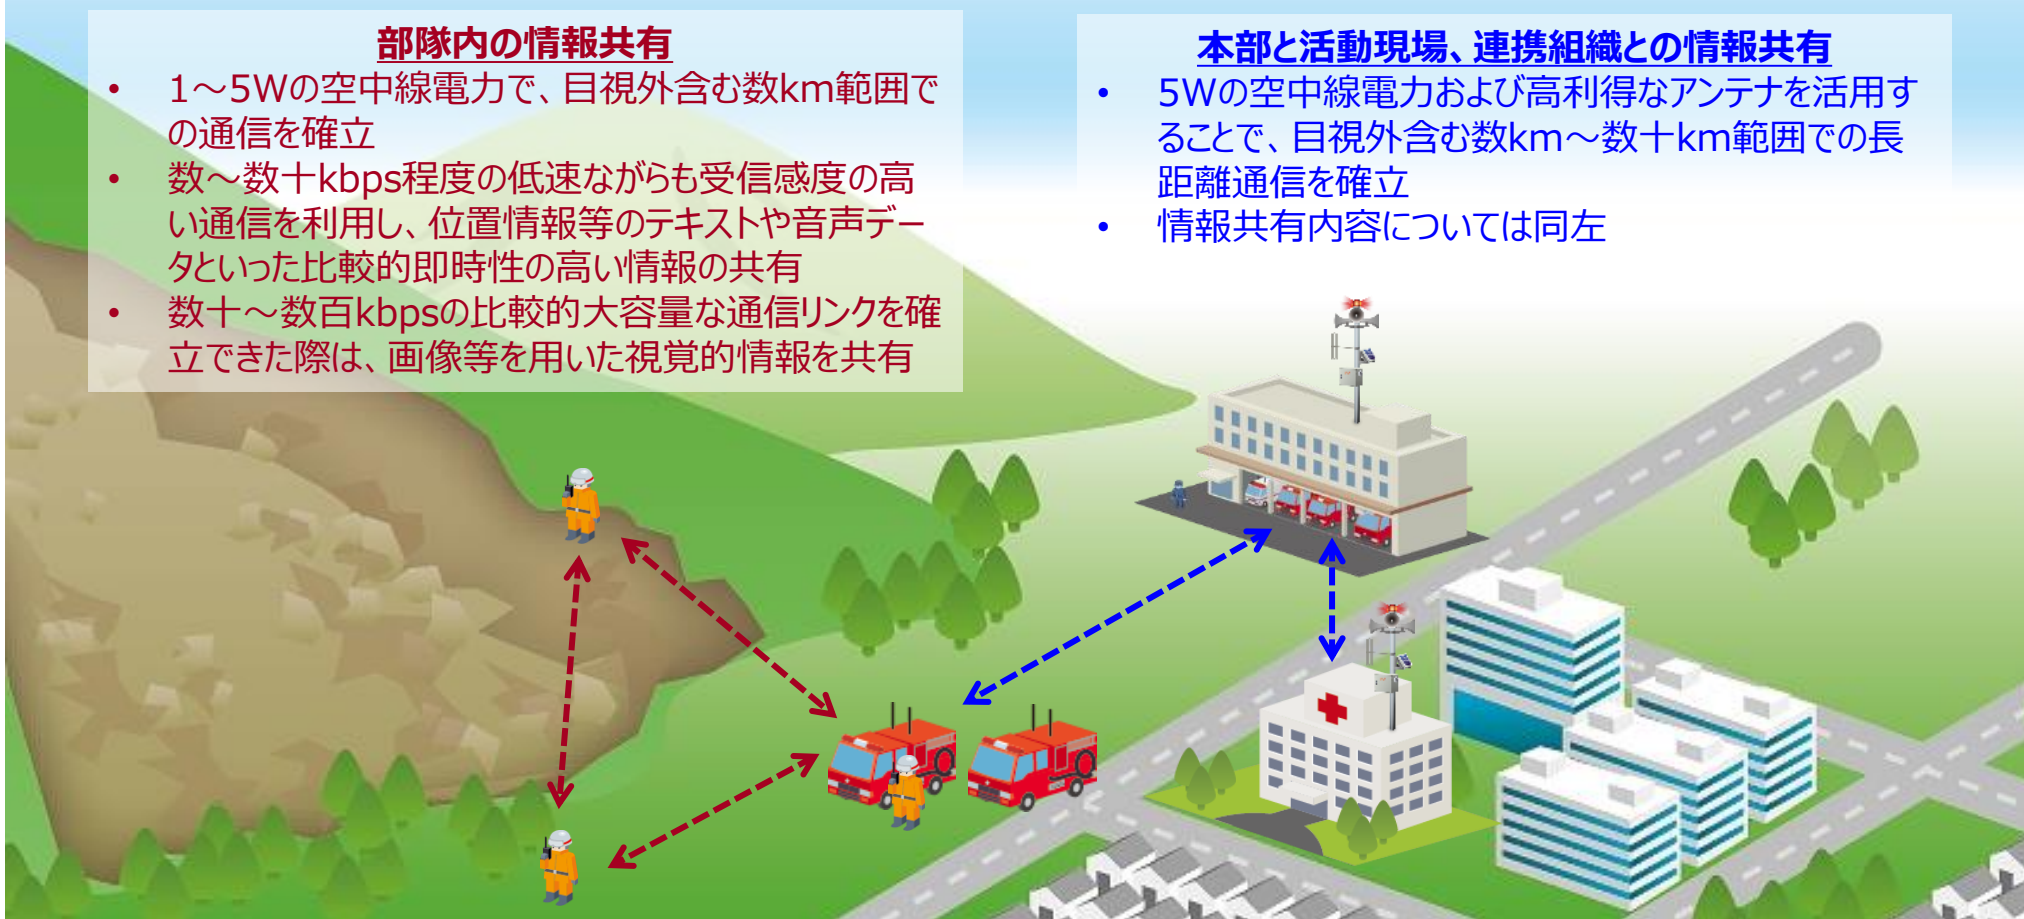 部隊内の情報共有
• 1～5Wの空中線電力で、目視外含む数km範囲で
の通信を確立
• 数～数十kbps程度の低速ながらも受信感度の高
い通信を利用し、位置情報等のテキストや音声デー
タといった比較的即時性の高い情報の共有
• 数十～数百kbpsの比較的大容量な通信リンクを確
立できた際は、画像等を用いた視覚的情報を共有
本部と活動現場、連携組織との情報共有
• 5Wの空中線電力および高利得なアンテナを活用す
ることで、目視外含む数km～数十km範囲での長
距離通信を確立
• 情報共有内容については同左